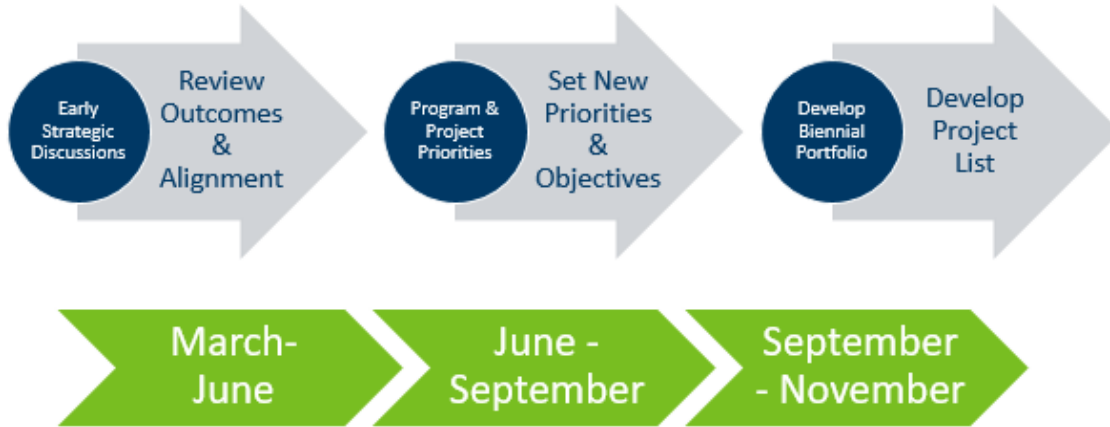 Early
Strategic
Discussions
Review
Outcomes
&
Alignment
Program &
Project
Priorities
Set New
Priorities
&
Objectives
Develop
Biennial
Portfolio
Develop
Project
List
March-
June
June -
September
September
- November